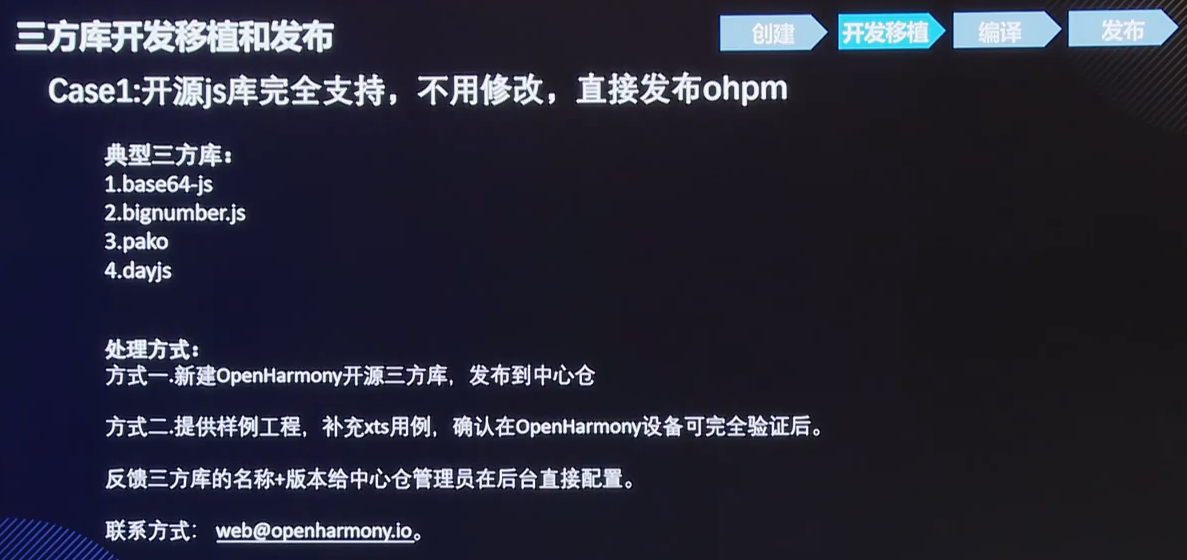 三方库开发移植和发布
创建
开发移植
编译
发布
Case1:开源js库完全支持，不用修改，直接发布ohpm
典型三方库：
1.base64-js
2.bignumber.js
3.pako
4.dayjs
处理方式：
方式一.新建OpenHarmony开源三方库，发布到中心仓
方式二.提供样例工程，补充xts用例，确认在OpenHarmony设备可完全验证后。
反馈三方库的名称+版本给中心仓管理员在后台直接配置。
联系方式： web@openharmony.io。